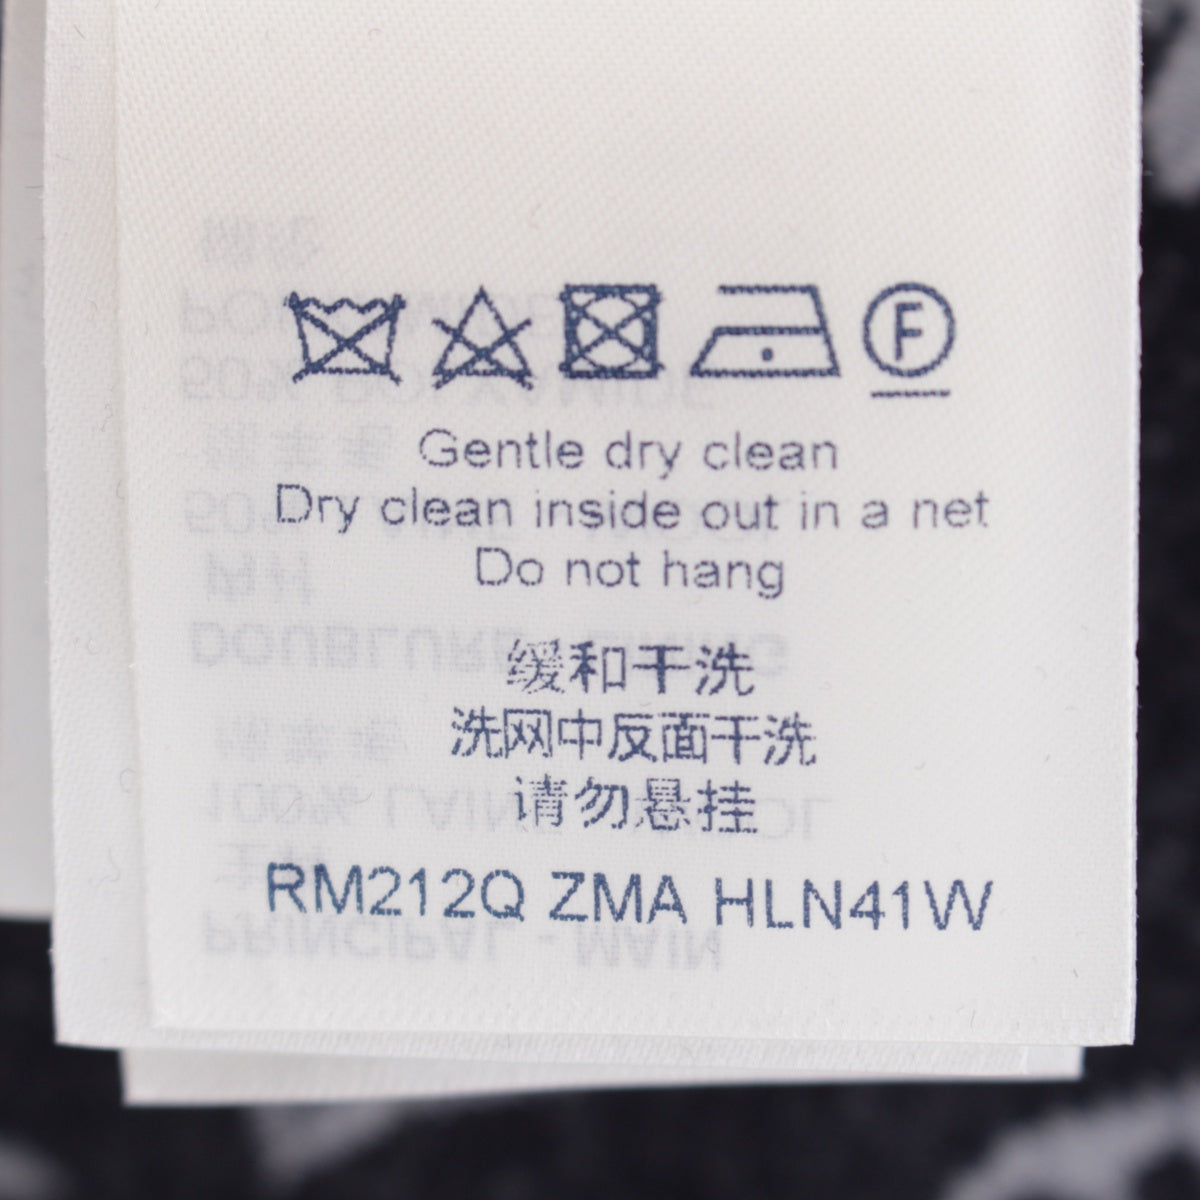 F
Gentle dry clean
Dry clean inside out in a net
Do not hang
缓和干洗
洗网中反面干洗
请勿悬挂
RM212Q ZMA HLN41W